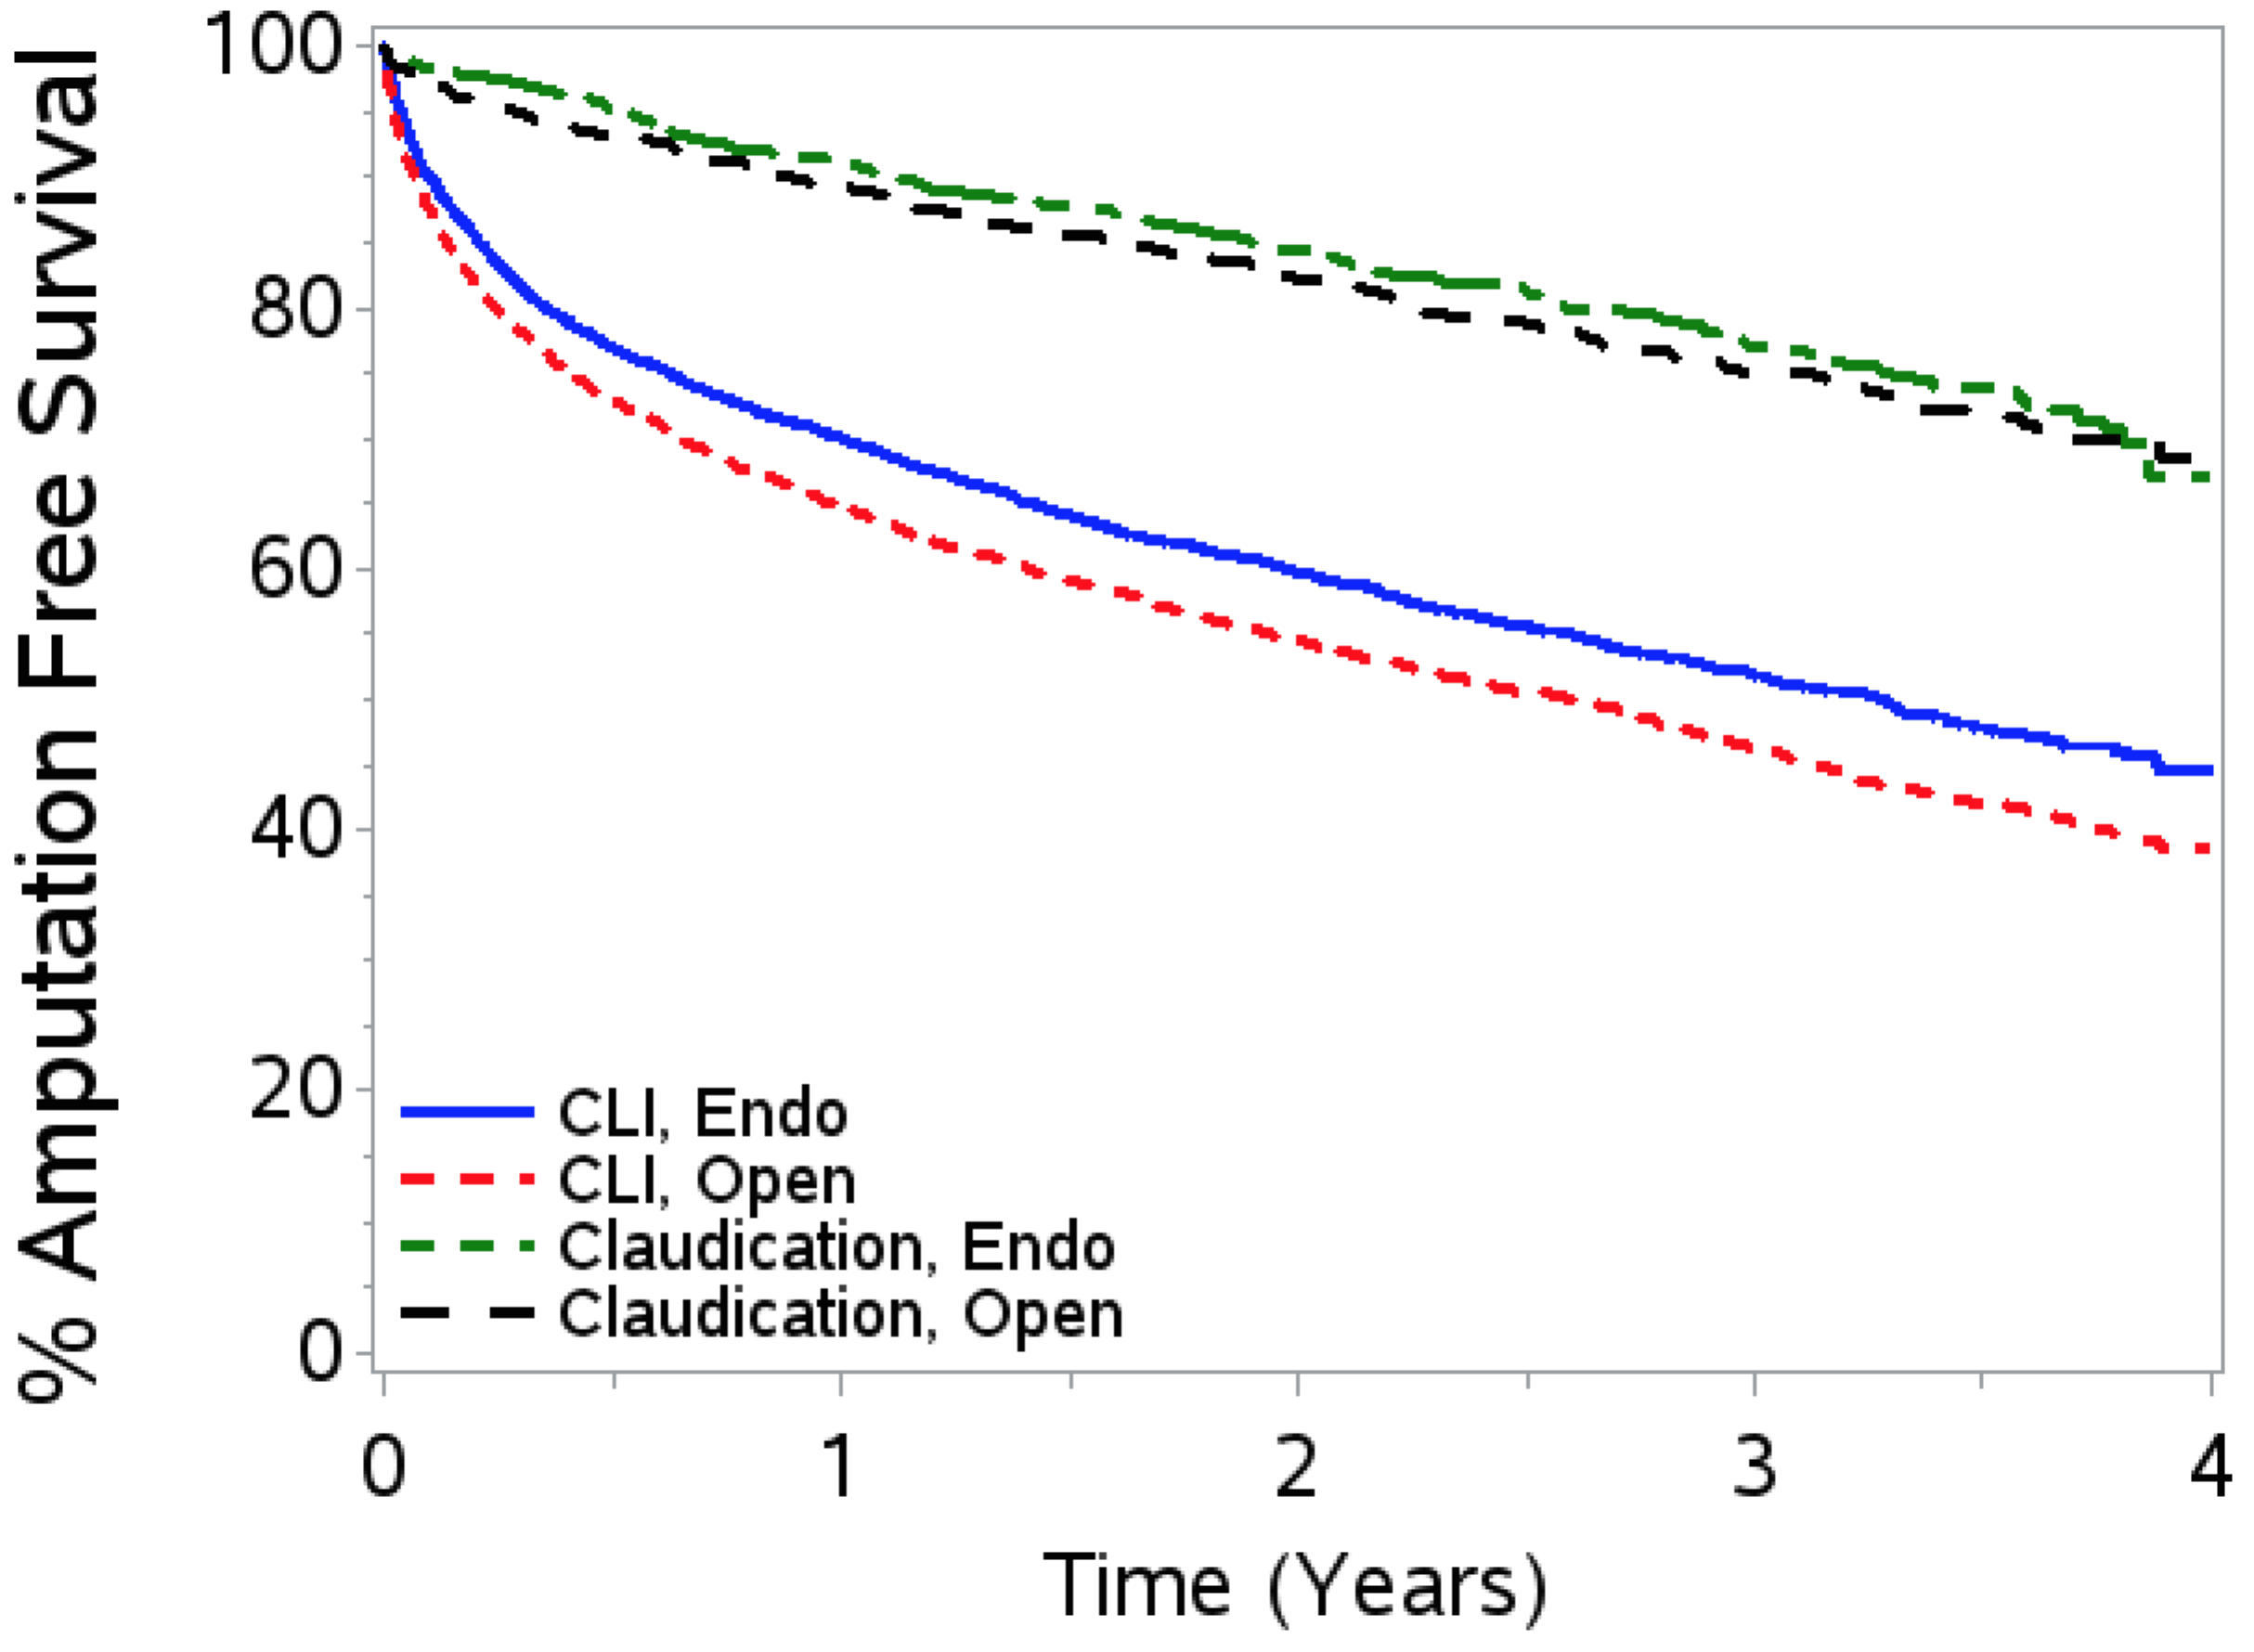 % Amputation Free Survival
100
80
60
40
20
0
CLI, Endo
CLI, Open
Claudication, Endo
Claudication, Open
0 1 2 3 4
Time (Years)